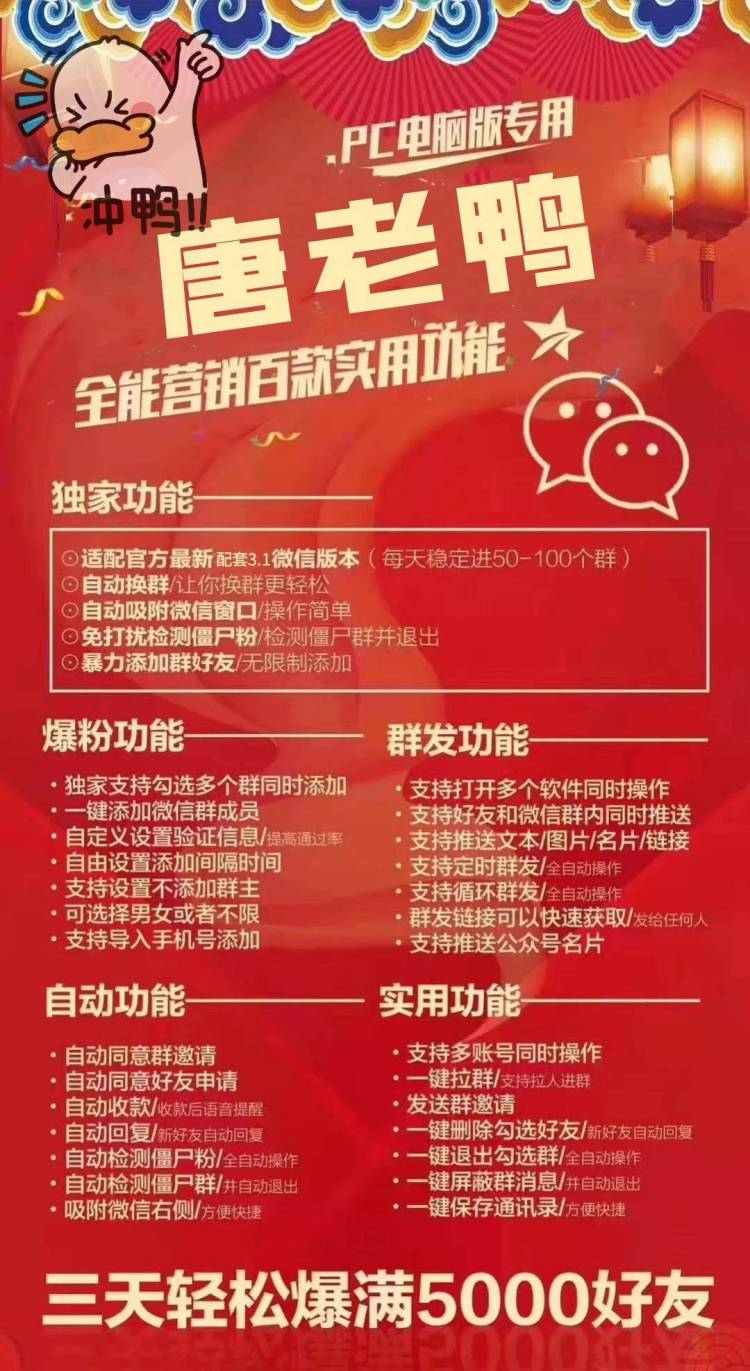 冲鸭!!
PC电脑版专用
唐老鸭
全能营销百款实用功能
独家功能
⊙适配官方最新配套3.1微信版本（每天稳定进50-100个群）
⊙自动换群/让你换群更轻松
⊙自动吸附微信窗口/操作简单
⊙免打扰检测僵尸粉/检测僵尸群并退出
⊙暴力添加群好友/无限制添加
爆粉功能
·独家支持勾选多个群同时添加
·一键添加微信群成员
·自定义设置验证信息/提高通过率
·自由设置添加间隔时间
·支持设置不添加群主
·可选择男女或者不限
·支持导入手机号添加
群发功能
·支持打开多个软件同时操作
·支持好友和微信群内同时推送
·支持推送文本/图片/名片/链接
·支持定时群发/全自动操作
·支持循环群发/全自动操作
·群发链接可以快速获取/发给任何人
·支持推送公众号名片
自动功能
·自动同意群邀请
·自动同意好友申请
·自动收款/收款后语音提醒
·自动回复/新好友自动回复
·自动检测僵尸粉/全自动操作
·自动检测僵尸群/并自动退出
·吸附微信右侧/方便快捷
实用功能
·支持多账号同时操作
·一键拉群/支持拉人进群
·发送群邀请
·一键删除勾选好友/新好友自动回复
·一键退出勾选群/全自动操作
·一键屏蔽群消息/并自动退出
·一键保存通讯录/方便快捷
三天轻松爆满5000好友